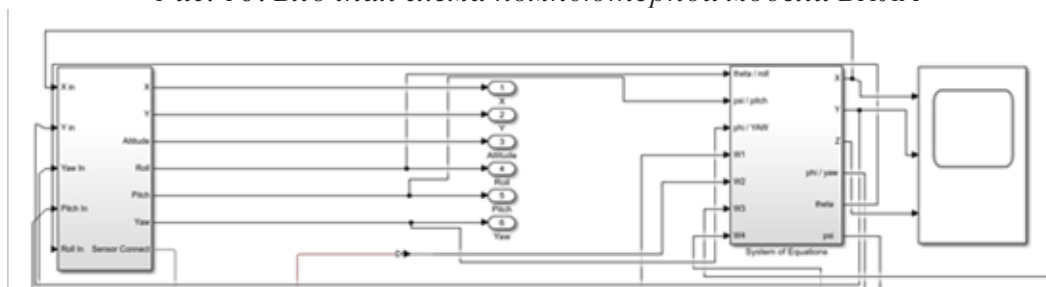 X in
Y in
Yaw In
Pitch In
Roll In
X
Y
Altitude
Roll
Pitch
Yaw
Sensor Connect
1
X
2
Y
3
Altitude
4
Roll
5
Pitch
6
Yaw
theta / roll
psi / pitch
phi / YAW
W1
W2
W3
W4
X
Y
Z
phi / yaw
theta
psi
System of Equations